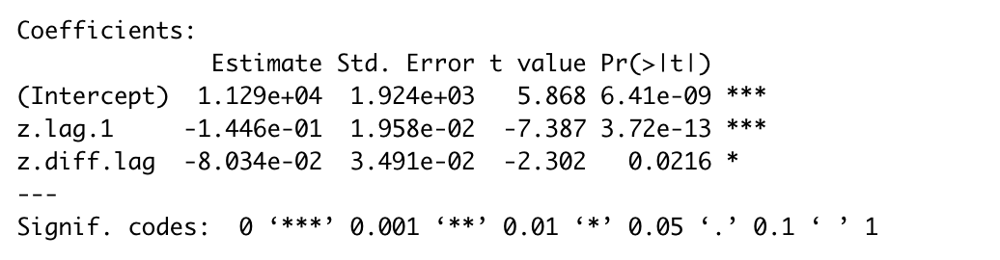 Coefficients:
Estimate Std. Error t value Pr(>|t|)
(Intercept) 1.129e+04 1.924e+03 5.868 6.41e-09 ***
z.lag.1 -1.446e-01 1.958e-02 -7.387 3.72e-13 ***
z.diff.lag -8.034e-02 3.491e-02 -2.302 0.0216 *
---
Signif. codes: 0 ‘***’ 0.001 ‘**’ 0.01 ‘*’ 0.05 ‘.’ 0.1 ‘ ’ 1